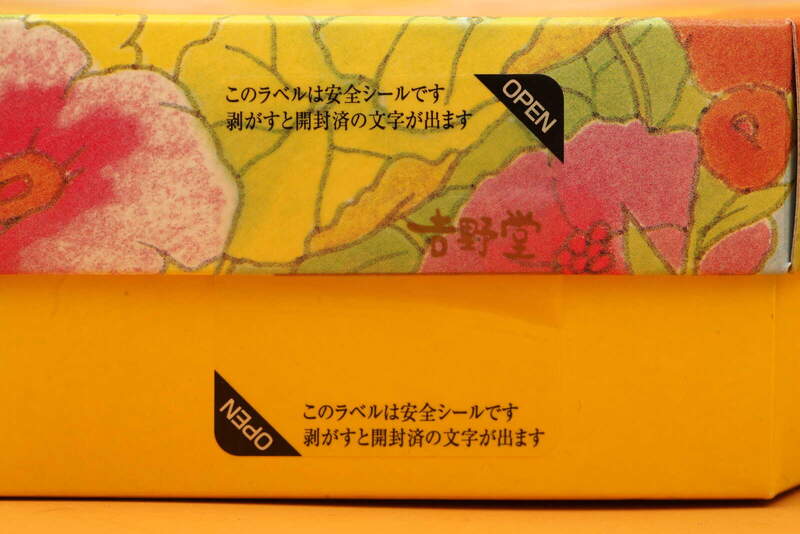 このラベルは安全シールです
剥がすと開封済の文字が出ます
OPEN
吉野堂
OPEN
このラベルは安全シールです
剥がすと開封済の文字が出ます